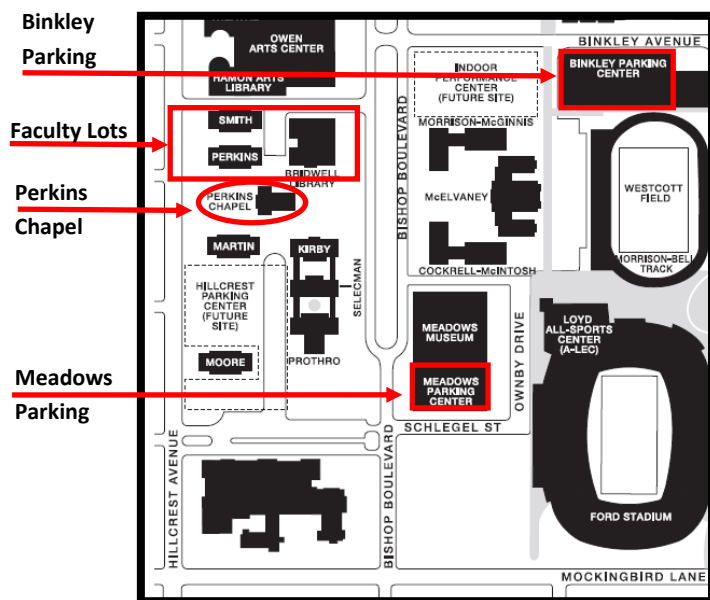 Binkley
Parking
Faculty Lots
Perkins
Chapel
Meadows
Parking
OWEN
ARTS CENTER
HAMON ARTS
LIBRARY
SMITH
PERKINS
BRIDWELL
LIBRARY
PERKINS
CHAPEL
MARTIN
KIRBY
HILLCREST
PARKING
CENTER
(FUTURE
SITE)
SELECMAN
MOORE
PROTHRO
HILLCREST AVENUE
BISHOP BOULEVARD
BISHOP BOULEVARD
BINKLEY AVENUE
INDOOR
PERFORMANCE
CENTER
(FUTURE SITE)
BINKLEY PARKING
CENTER
MORRISON-McGINNIS
McELVANEY
COCKRELL-McINTOSH
WESTCOTT
FIELD
MORRISON-BELL
TRACK
MEADOWS
MUSEUM
MEADOWS
PARKING
CENTER
OWNBY DRIVE
LOYD
ALL-SPORTS
CENTER
(A-LEC)
SCHLEGEL ST
FORD STADIUM
MOCKINGBIRD LANE